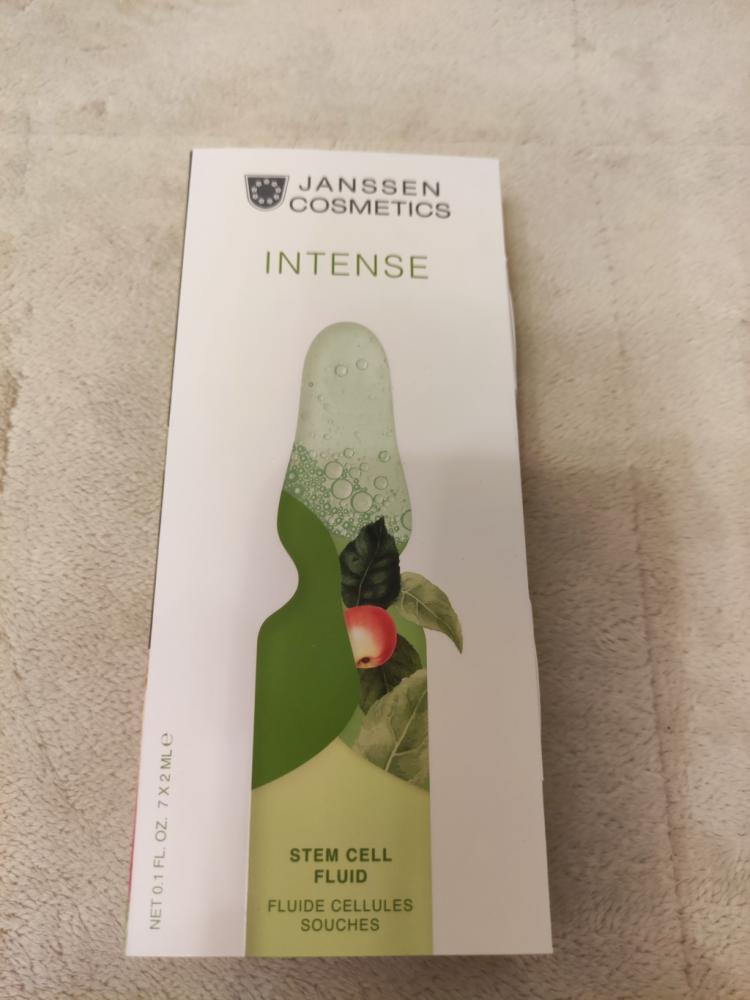 JANSSEN
COSMETICS
INTENSE
STEM CELL
FLUID
FLUIDE CELLULES
SOUCHES
NET 0.1 FL. OZ. 7 X 2 ML ℮